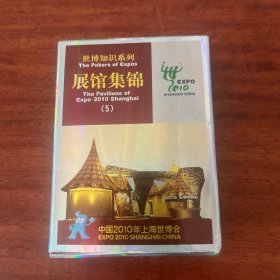 世博知识系列
The Pokers of Expos
展馆集锦
The Pavilions of
Expo 2010 Shanghai
(5)
EXPO
2010
SHANGHAI CHINA
中国2010年上海世博会
EXPO 2010 SHANGHAI CHINA